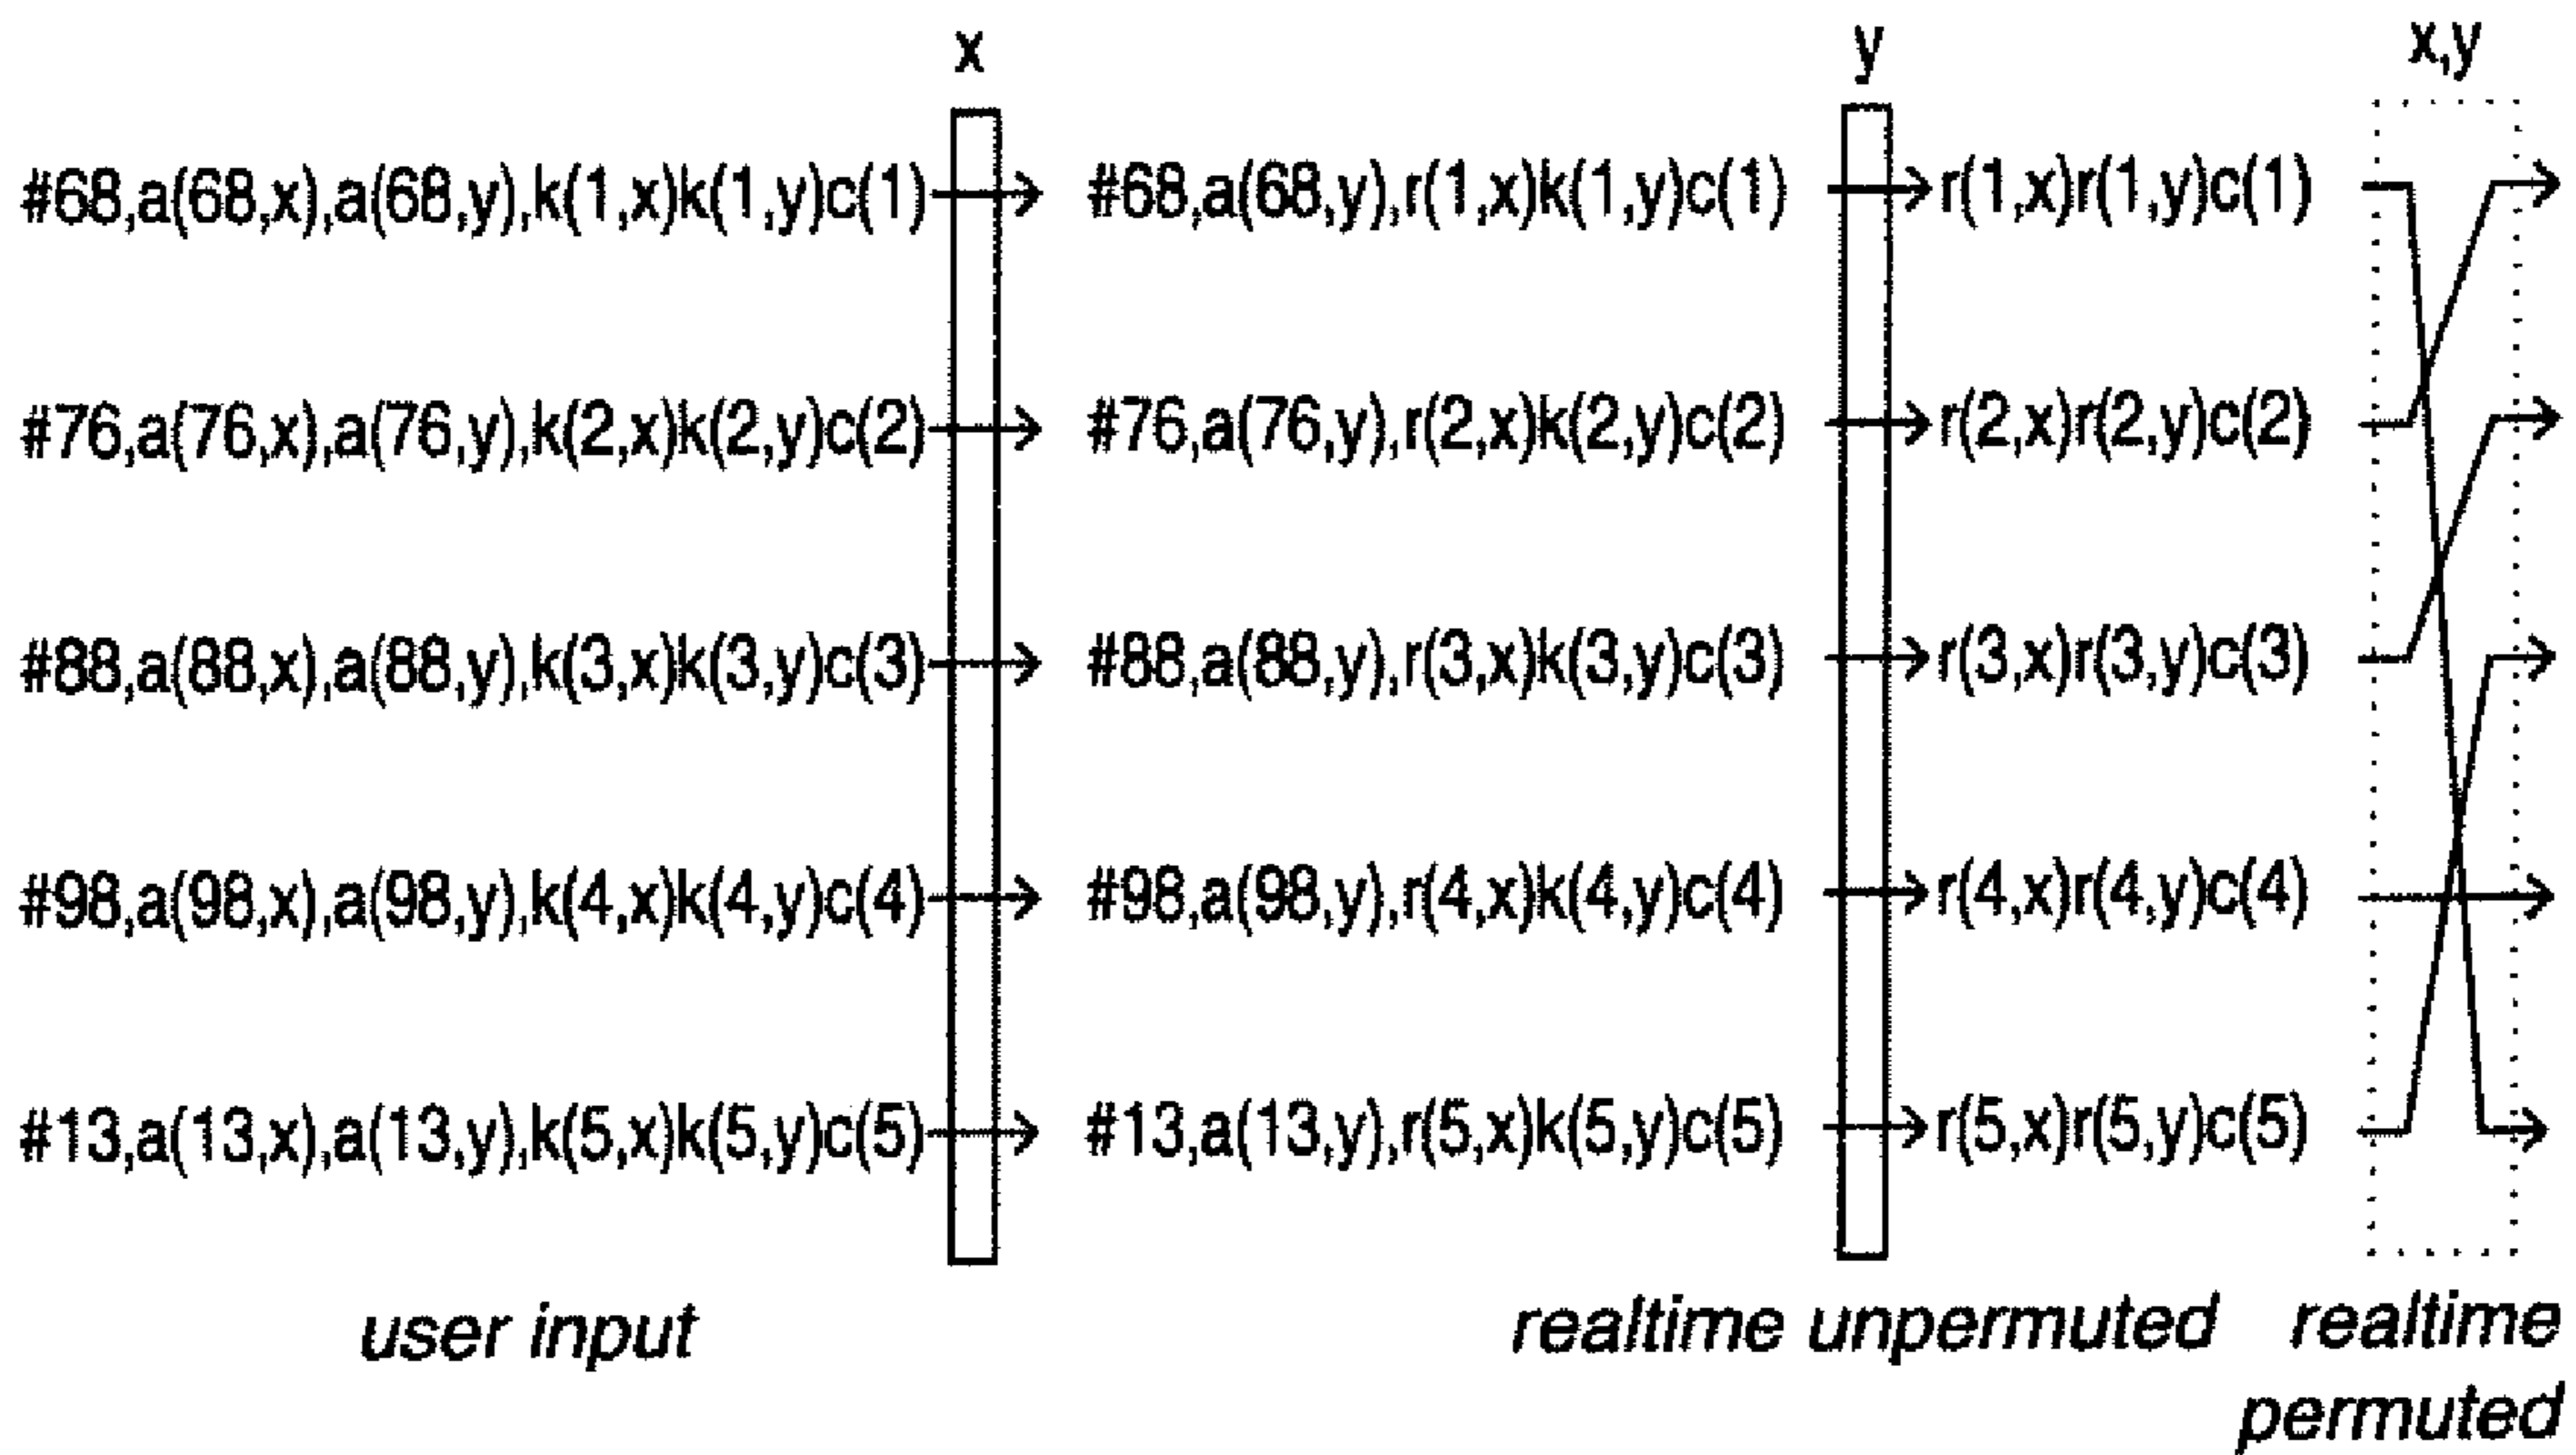 x y x,y
#68,a(68,x),a(68,y),k(1,x)k(1,y)c(1) #68,a(68,y),r(1,x)k(1,y)c(1) r(1,x)r(1,y)c(1)
#76,a(76,x),a(76,y),k(2,x)k(2,y)c(2) #76,a(76,y),r(2,x)k(2,y)c(2) r(2,x)r(2,y)c(2)
#88,a(88,x),a(88,y),k(3,x)k(3,y)c(3) #88,a(88,y),r(3,x)k(3,y)c(3) r(3,x)r(3,y)c(3)
#98,a(98,x),a(98,y),k(4,x)k(4,y)c(4) #98,a(98,y),r(4,x)k(4,y)c(4) r(4,x)r(4,y)c(4)
#13,a(13,x),a(13,y),k(5,x)k(5,y)c(5) #13,a(13,y),r(5,x)k(5,y)c(5) r(5,x)r(5,y)c(5)
user input realtime unpermuted realtime
permuted